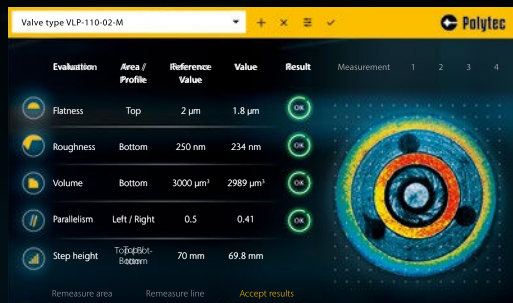 Valve type VLP-110-02-M
Polytec
Evaluation Area // Profile Reference Value Value Result Measurement 1 2 3 4
Flatness Top 2 µm 1.8 µm OK
Roughness Bottom 250 nm 234 nm OK
Volume Bottom 3000 µm³ 2989 µm³ OK
Parallelism Left / Right 0.5 0.41 OK
Step height Bottom 70 mm 69.8 mm
Remeasure area Remeasure line Accept results